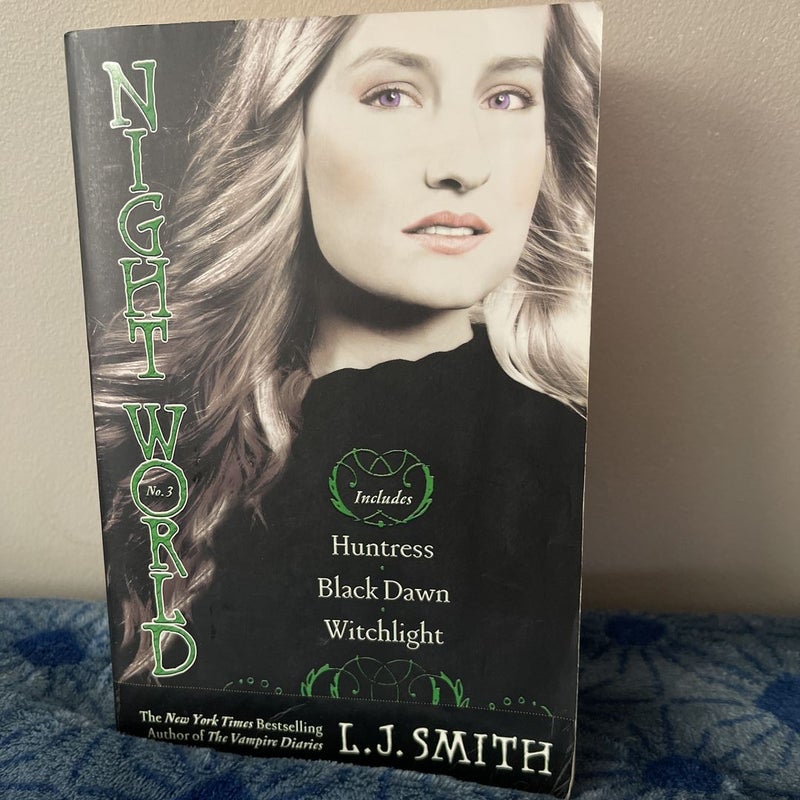 NIGHT WORLD
No. 3
Includes
Huntress
Black Dawn
Witchlight
The New York Times Bestselling
Author of The Vampire Diaries
L.J. SMITH